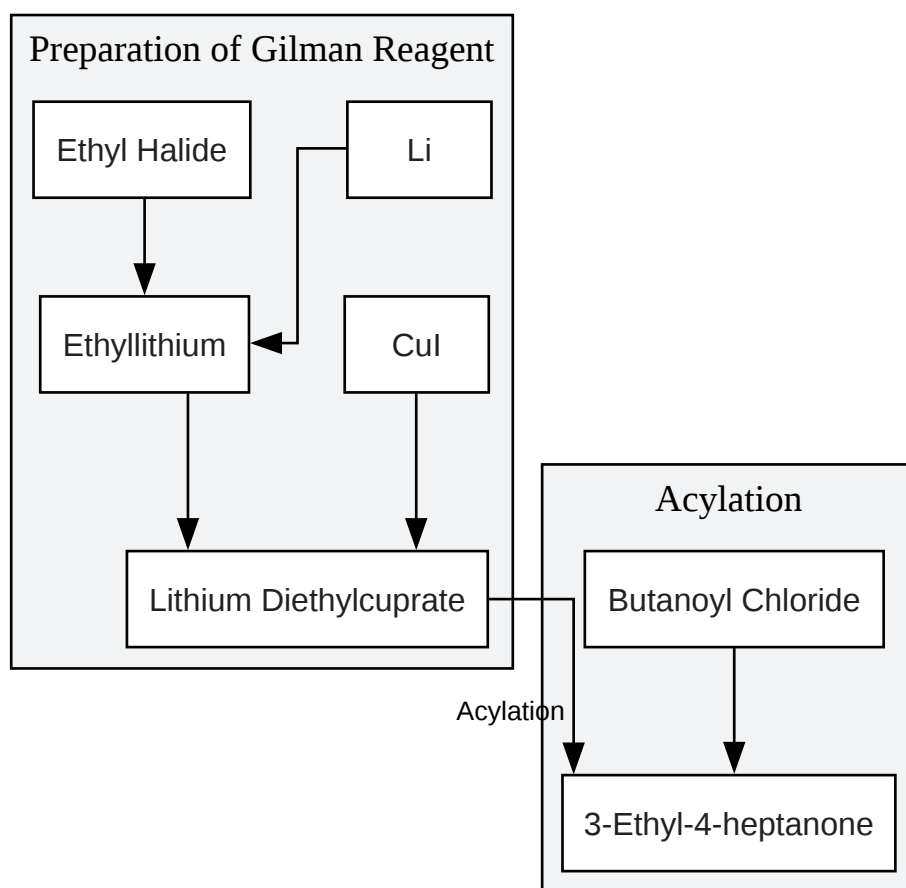 Preparation of Gilman Reagent
Ethyl Halide
Li
Ethyllithium
CuI
Lithium Diethylcuprate
Acylation
Butanoyl Chloride
Acylation
3-Ethyl-4-heptanone